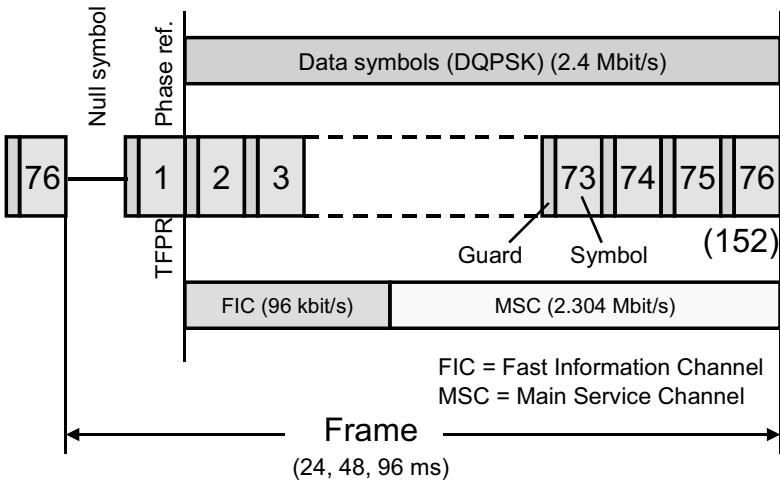 Null symbol
Phase ref.
Data symbols (DQPSK) (2.4 Mbit/s)
76
1
2
3
73
74
75
76
TFPR
Guard
Symbol
(152)
FIC (96 kbit/s)
MSC (2.304 Mbit/s)
FIC = Fast Information Channel
MSC = Main Service Channel
Frame
(24, 48, 96 ms)